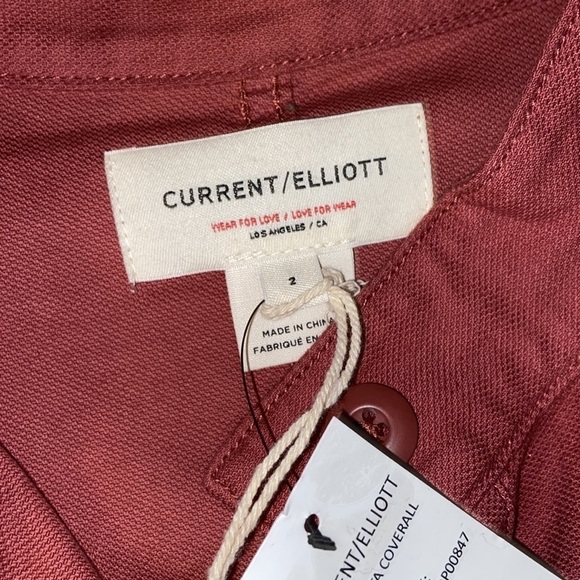 CURRENT/ELLIOTT
WEAR FOR LOVE / LOVE FOR WEAR
LOS ANGELES / CA
2
MADE IN CHINA
FABRIQUÉ EN
CURRENT/ELLIOTT
COVERALL
P00847